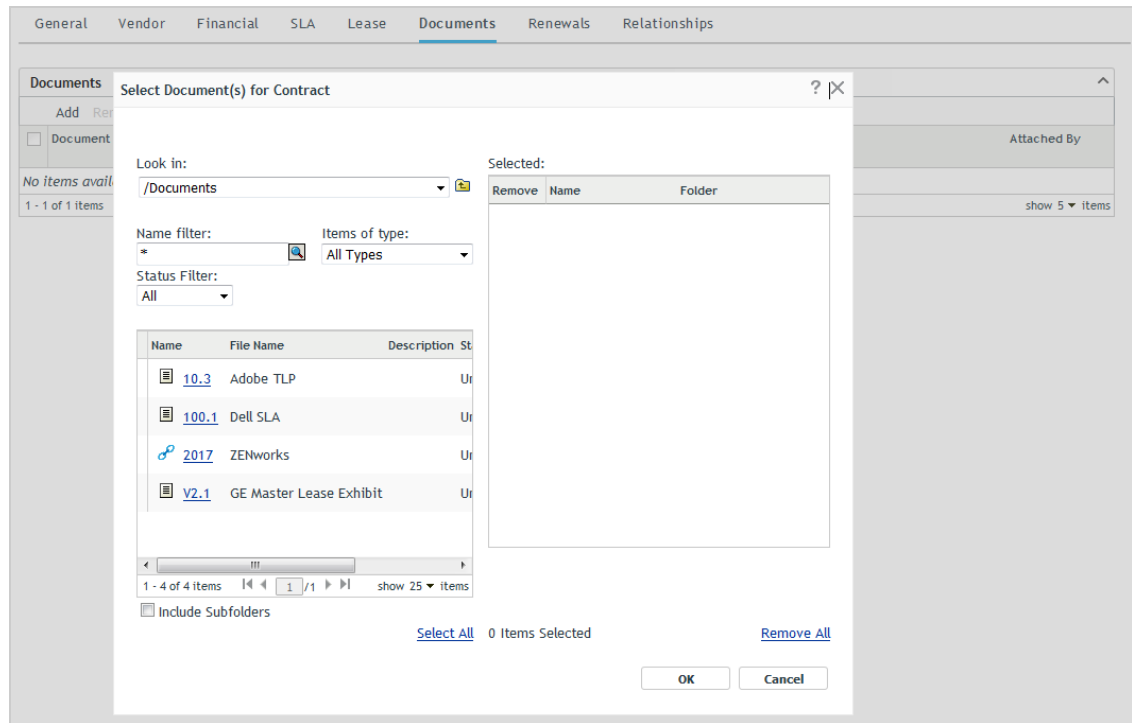 General Vendor Financial SLA Lease Documents Renewals Relationships
Documents
Select Document(s) for Contract ?
Add
Document Attached By
Look in: Selected:
/Documents
Remove Name Folder
No items
1 - 1 of 1 items show 5 items
Name filter: Items of type:
* All Types
Status Filter:
All
Name File Name Description
10.3 Adobe TLP
100.1 Dell SLA
2017 ZENworks
V2.1 GE Master Lease Exhibit
1 - 4 of 4 items 1 /1 show 25 items
Include Subfolders
Select All 0 Items Selected Remove All
OK Cancel